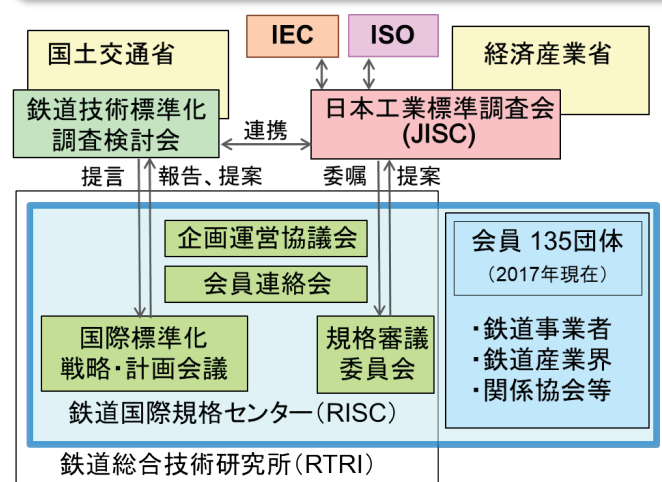 IEC
ISO
国土交通省
経済産業省
鉄道技術標準化
調査検討会
連携
日本工業標準調査会
(JISC)
提言
報告、提案
委嘱
提案
企画運営協議会
会員連絡会
国際標準化
戦略・計画会議
規格審議
委員会
鉄道国際規格センター(RISC)
会員 135団体
(2017年現在)
・鉄道事業者
・鉄道産業界
・関係協会等
鉄道総合技術研究所(RTRI)